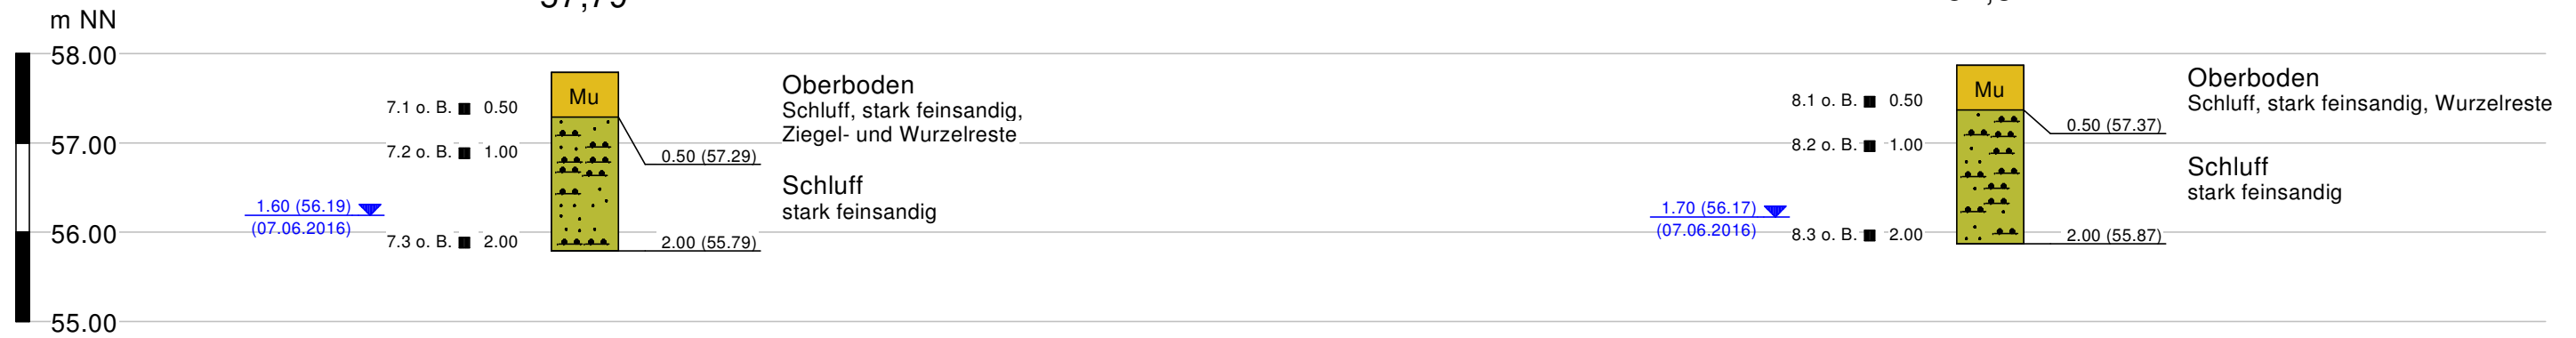 57,79
m NN
58.00
57.00
56.00
55.00
7.1 o. B. 0.50
7.2 o. B. 1.00
7.3 o. B. 2.00
1.60 (56.19)
(07.06.2016)
Mu
0.50 (57.29)
2.00 (55.79)
Oberboden
Schluff, stark feinsandig,
Ziegel- und Wurzelreste
Schluff
stark feinsandig
8.1 o. B. 0.50
8.2 o. B. 1.00
8.3 o. B. 2.00
1.70 (56.17)
(07.06.2016)
Mu
0.50 (57.37)
2.00 (55.87)
Oberboden
Schluff, stark feinsandig, Wurzelreste
Schluff
stark feinsandig